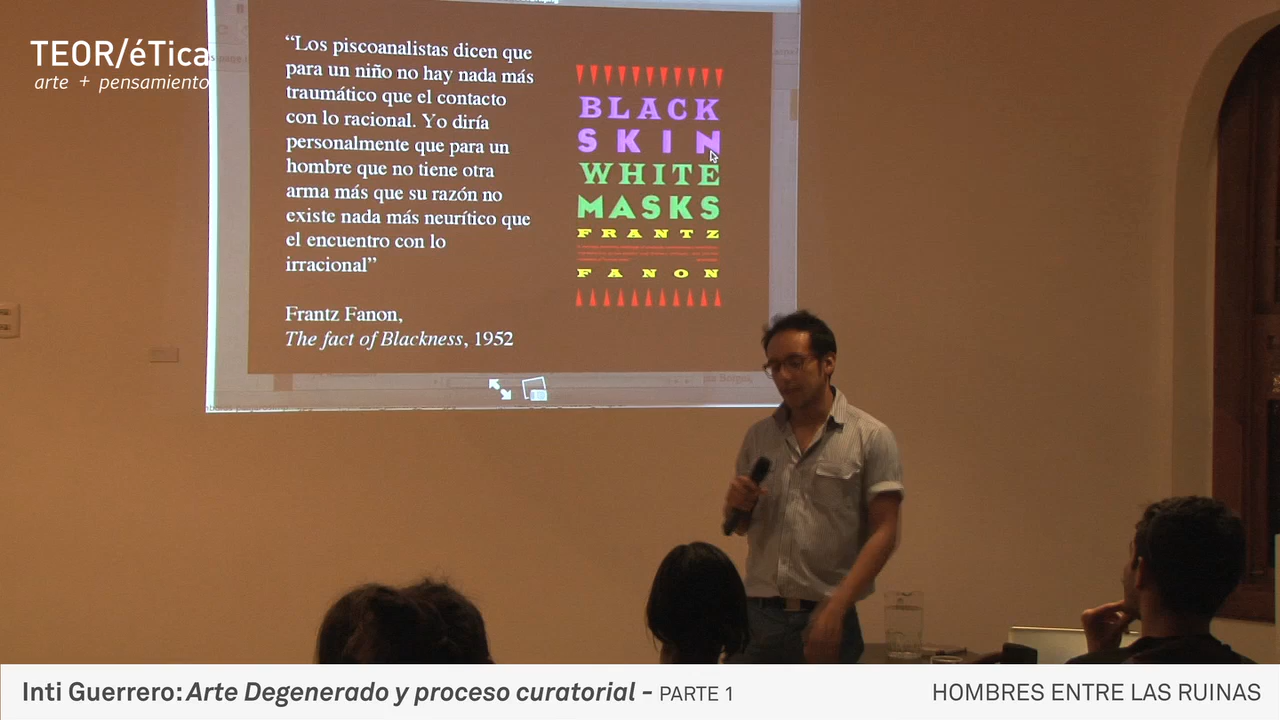 TEOR/éTica
arte + pensamiento
“Los piscoanalistas dicen que
para un niño no hay nada más
traumático que el contacto
con lo racional. Yo diría
personalmente que para un
hombre que no tiene otra
arma más que su razón no
existe nada más neurítico que
el encuentro con lo
irracional”
Frantz Fanon,
The fact of Blackness, 1952
BLACK
SKIN
WHITE
MASKS
FRANTZ
FANON
Inti Guerrero: Arte Degenerado y proceso curatorial - PARTE 1
HOMBRES ENTRE LAS RUINAS